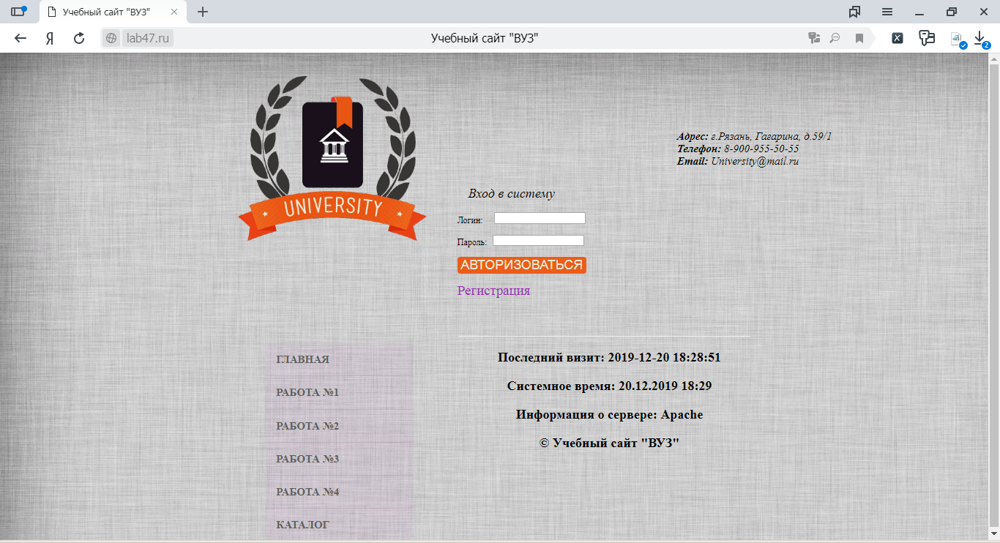 Учебный сайт "ВУЗ"
Я
lab47.ru
Учебный сайт "ВУЗ"
2
UNIVERSITY
Адрес: г.Рязань, Гагарина, д.59/1
Телефон: 8-900-955-50-55
Email: University@mail.ru
Вход в систему
Логин:
Пароль:
АВТОРИЗОВАТЬСЯ
Регистрация
ГЛАВНАЯ
РАБОТА №1
РАБОТА №2
РАБОТА №3
РАБОТА №4
КАТАЛОГ
Последний визит: 2019-12-20 18:28:51
Системное время: 20.12.2019 18:29
Информация о сервере: Apache
© Учебный сайт "ВУЗ"